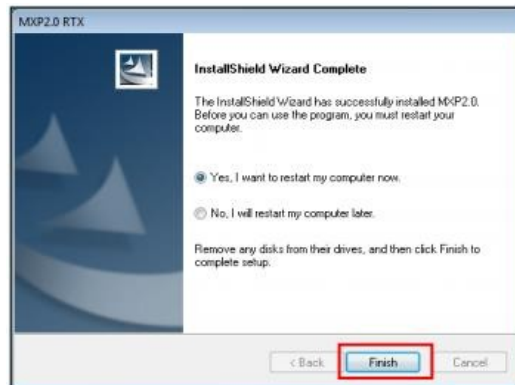 MXP2.0 RTX
InstallShield Wizard Complete
The InstallShield Wizard has successfully installed MXP2.0.
Before you can use the program, you must restart your
computer.
Yes, I want to restart my computer now.
No, I will restart my computer later.
Remove any disks from their drives, and then click Finish to
complete setup.
< Back
Finish
Cancel